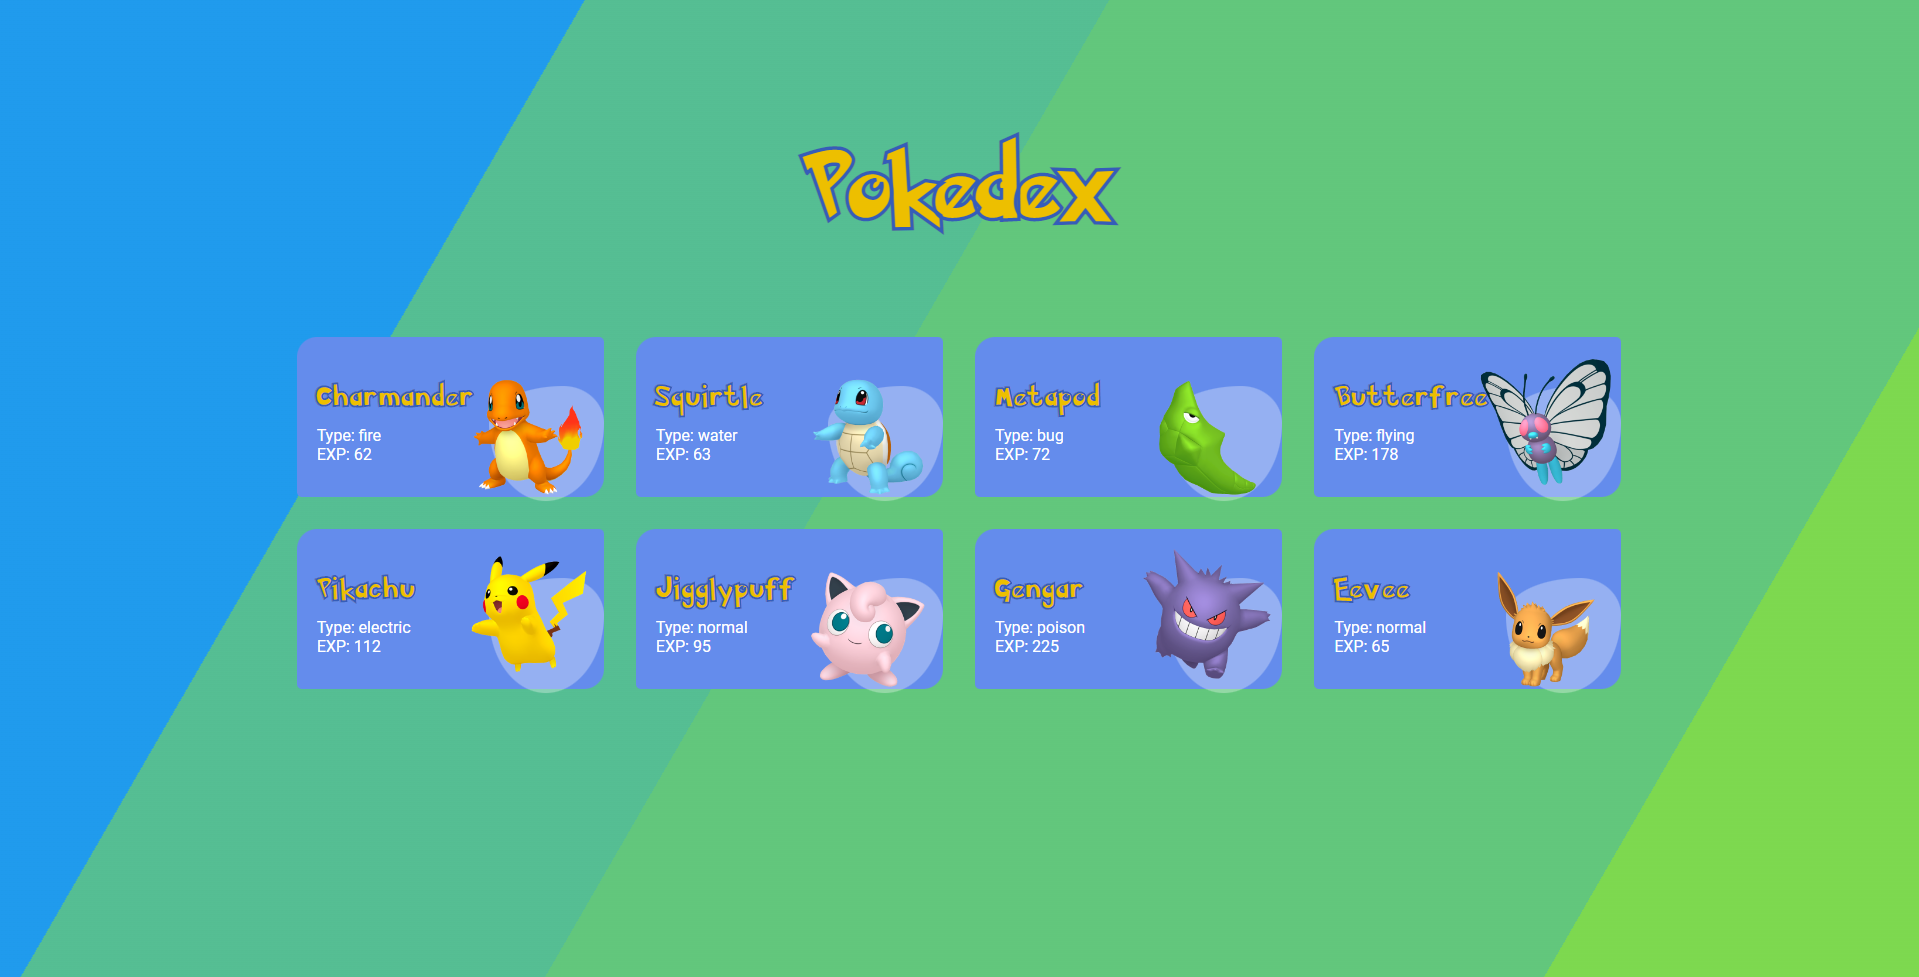 Pokedex
Charmander
Type: fire
EXP: 62
Squirtle
Type: water
EXP: 63
Metapod
Type: bug
EXP: 72
Butterfree
Type: flying
EXP: 178
Pikachu
Type: electric
EXP: 112
Jigglypuff
Type: normal
EXP: 95
Gengar
Type: poison
EXP: 225
Eevee
Type: normal
EXP: 65